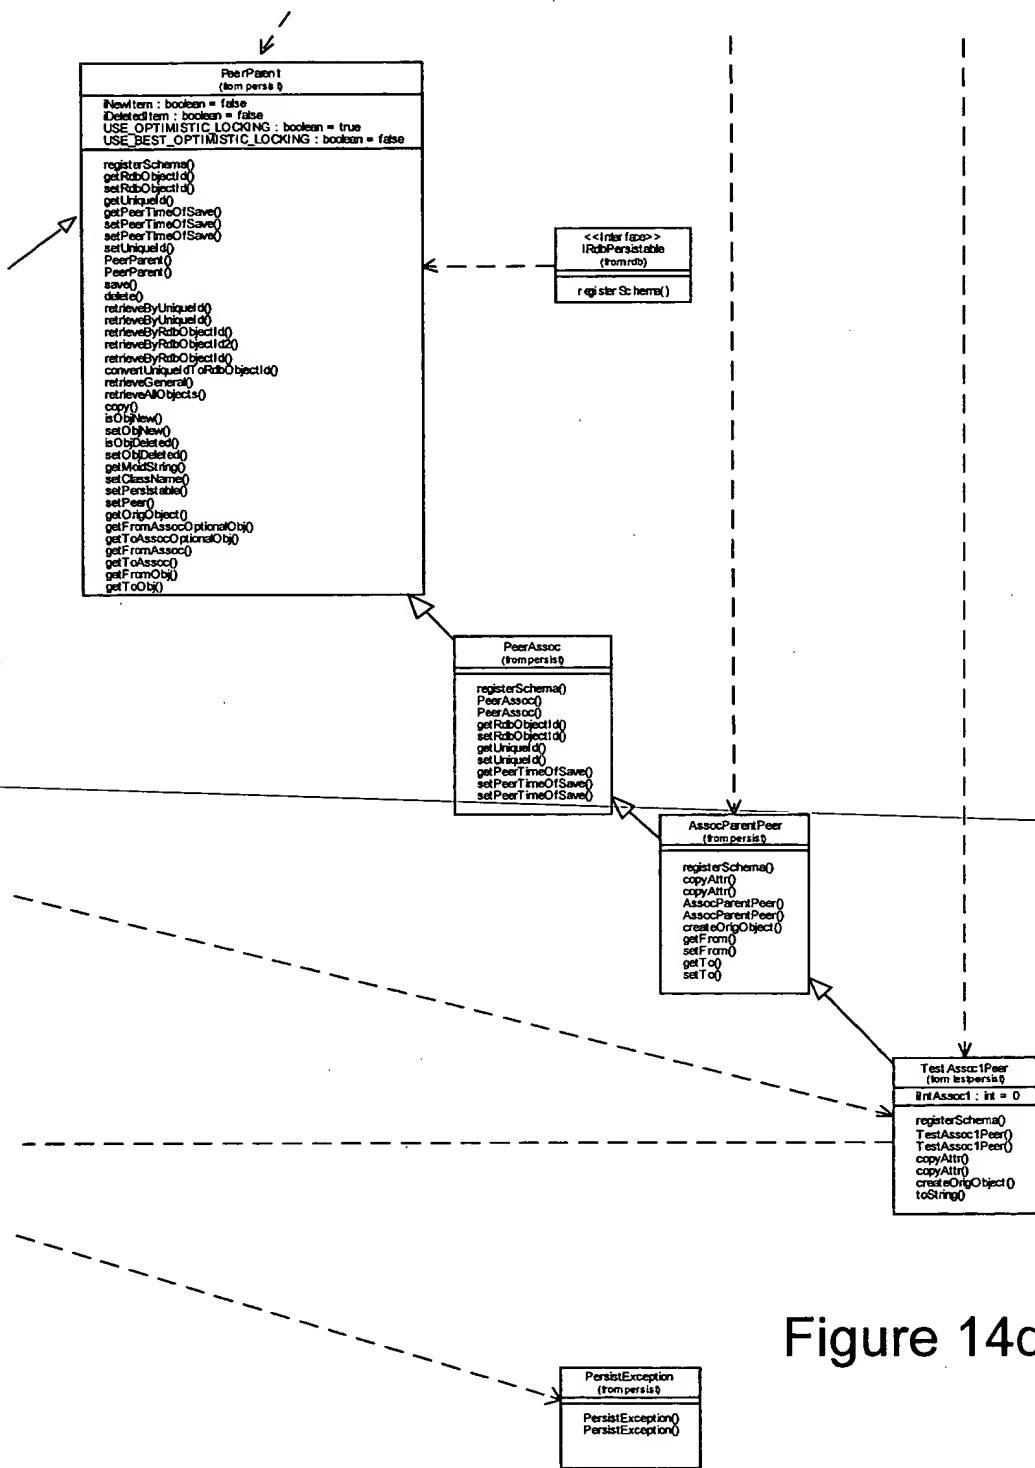 PeerParent
(from persist)
iNewItem : boolean = false
iDeletedItem : boolean = false
USE_OPTIMISTIC_LOCKING : boolean = true
USE_BEST_OPTIMISTIC_LOCKING : boolean = false
registerSchema()
getRdbObjectId()
setRdbObjectId()
getUniqueId()
getPeerTimeOfSave()
setPeerTimeOfSave()
setPeerTimeOfSave()
setUniqueId()
PeerParent()
PeerParent()
save()
delete()
retrieveByUniqueId()
retrieveByUniqueId()
retrieveByRdbObjectId()
retrieveByRdbObjectId2()
retrieveByRdbObjectId()
convertUniqueIdToRdbObjectId()
retrieveGeneral()
retrieveAllObjects()
copy()
isObjNew()
setObjNew()
isObjDeleted()
setObjDeleted()
getMoidString()
setClassName()
setPersistable()
setPeer()
getOrigObject()
getFromAssocOptionalObj()
getToAssocOptionalObj()
getFromAssoc()
getToAssoc()
getFromObj()
getToObj()
<<Interface>>
IRdbPersistable
(from rdb)
registerSchema()
PeerAssoc
(from persist)
registerSchema()
PeerAssoc()
PeerAssoc()
getRdbObjectId()
setRdbObjectId()
getUniqueId()
setUniqueId()
getPeerTimeOfSave()
setPeerTimeOfSave()
setPeerTimeOfSave()
AssocParentPeer
(from persist)
registerSchema()
copyAttr()
copyAttr()
AssocParentPeer()
AssocParentPeer()
createOrigObject()
getFrom()
setFrom()
getTo()
setTo()
TestAssoc1Peer
(from testpersist)
iIntAssoc1 : int = 0
registerSchema()
TestAssoc1Peer()
TestAssoc1Peer()
copyAttr()
copyAttr()
createOrigObject()
toString()
Figure 14d
PersistException
(from persist)
PersistException()
PersistException()